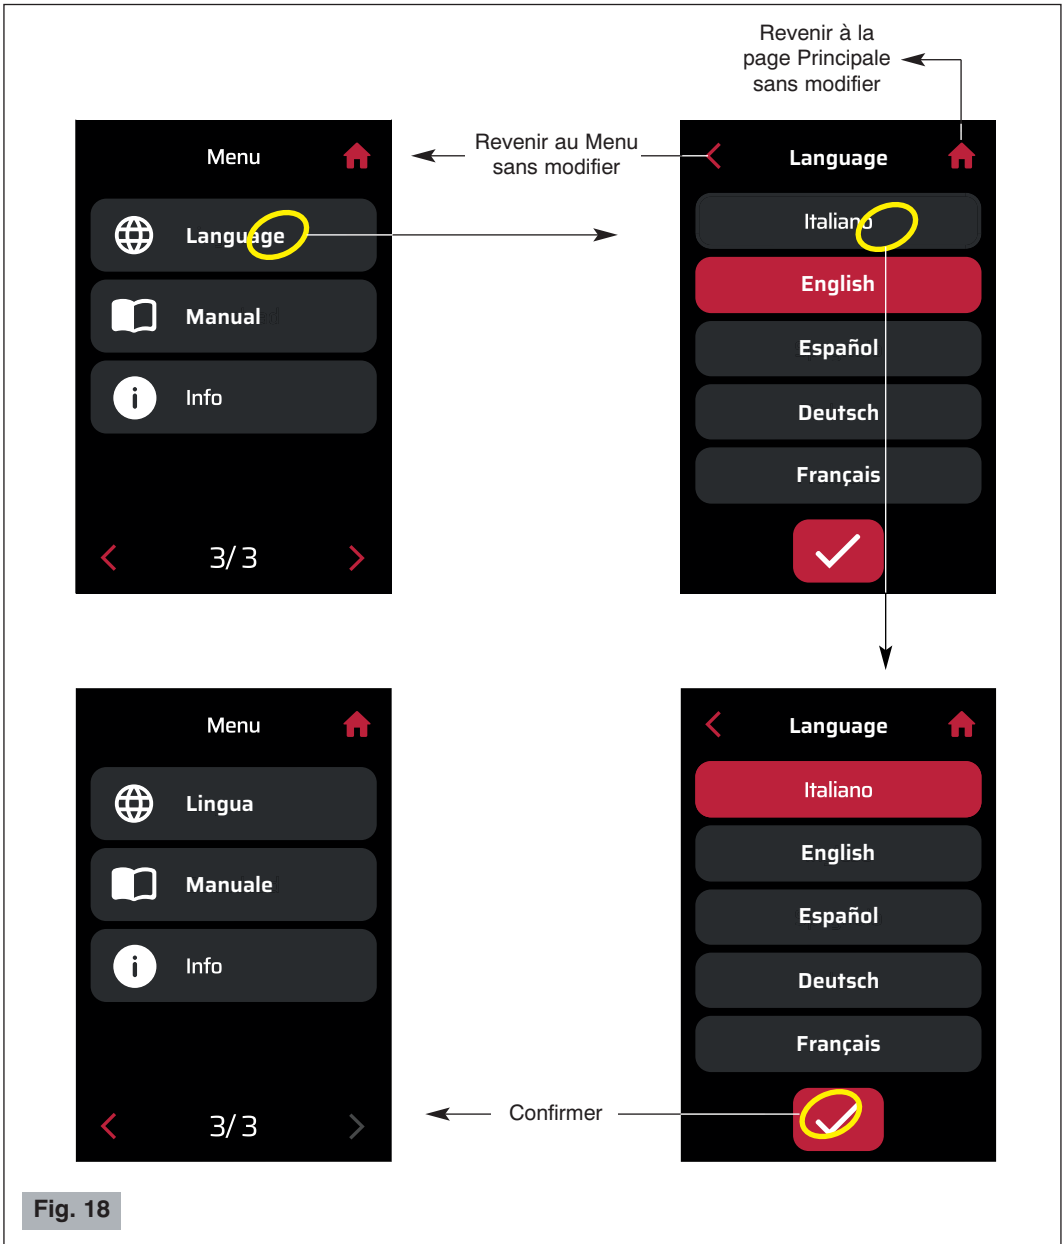 Revenir à la
page Principale
sans modifier
Menu
Language
Manual
Info
3/3
Revenir au Menu
sans modifier
Language
Italiano
English
Español
Deutsch
Français
Menu
Lingua
Manuale
Info
3/3
Language
Italiano
English
Español
Deutsch
Français
Confirmer
Fig. 18